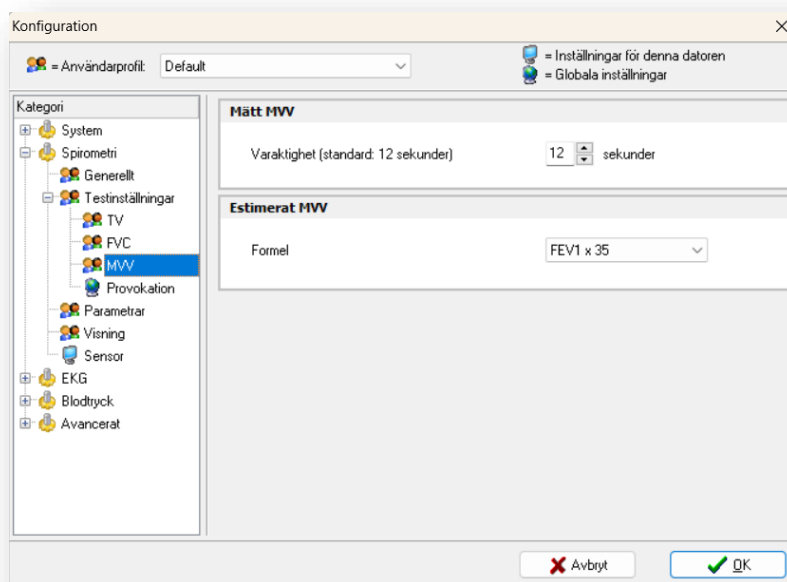 Konfiguration
= Användarprofil: Default
= Inställningar för denna datoren
= Globala inställningar
Kategori
System
Spirometri
Generellt
Testinställningar
TV
FVC
MVV
Provokation
Parametrar
Visning
Sensor
EKG
Blodtryck
Avancerat
Mätt MVV
Varaktighet (standard: 12 sekunder) 12 sekunder
Estimerat MVV
Formel FEV1 x 35
Avbryt OK